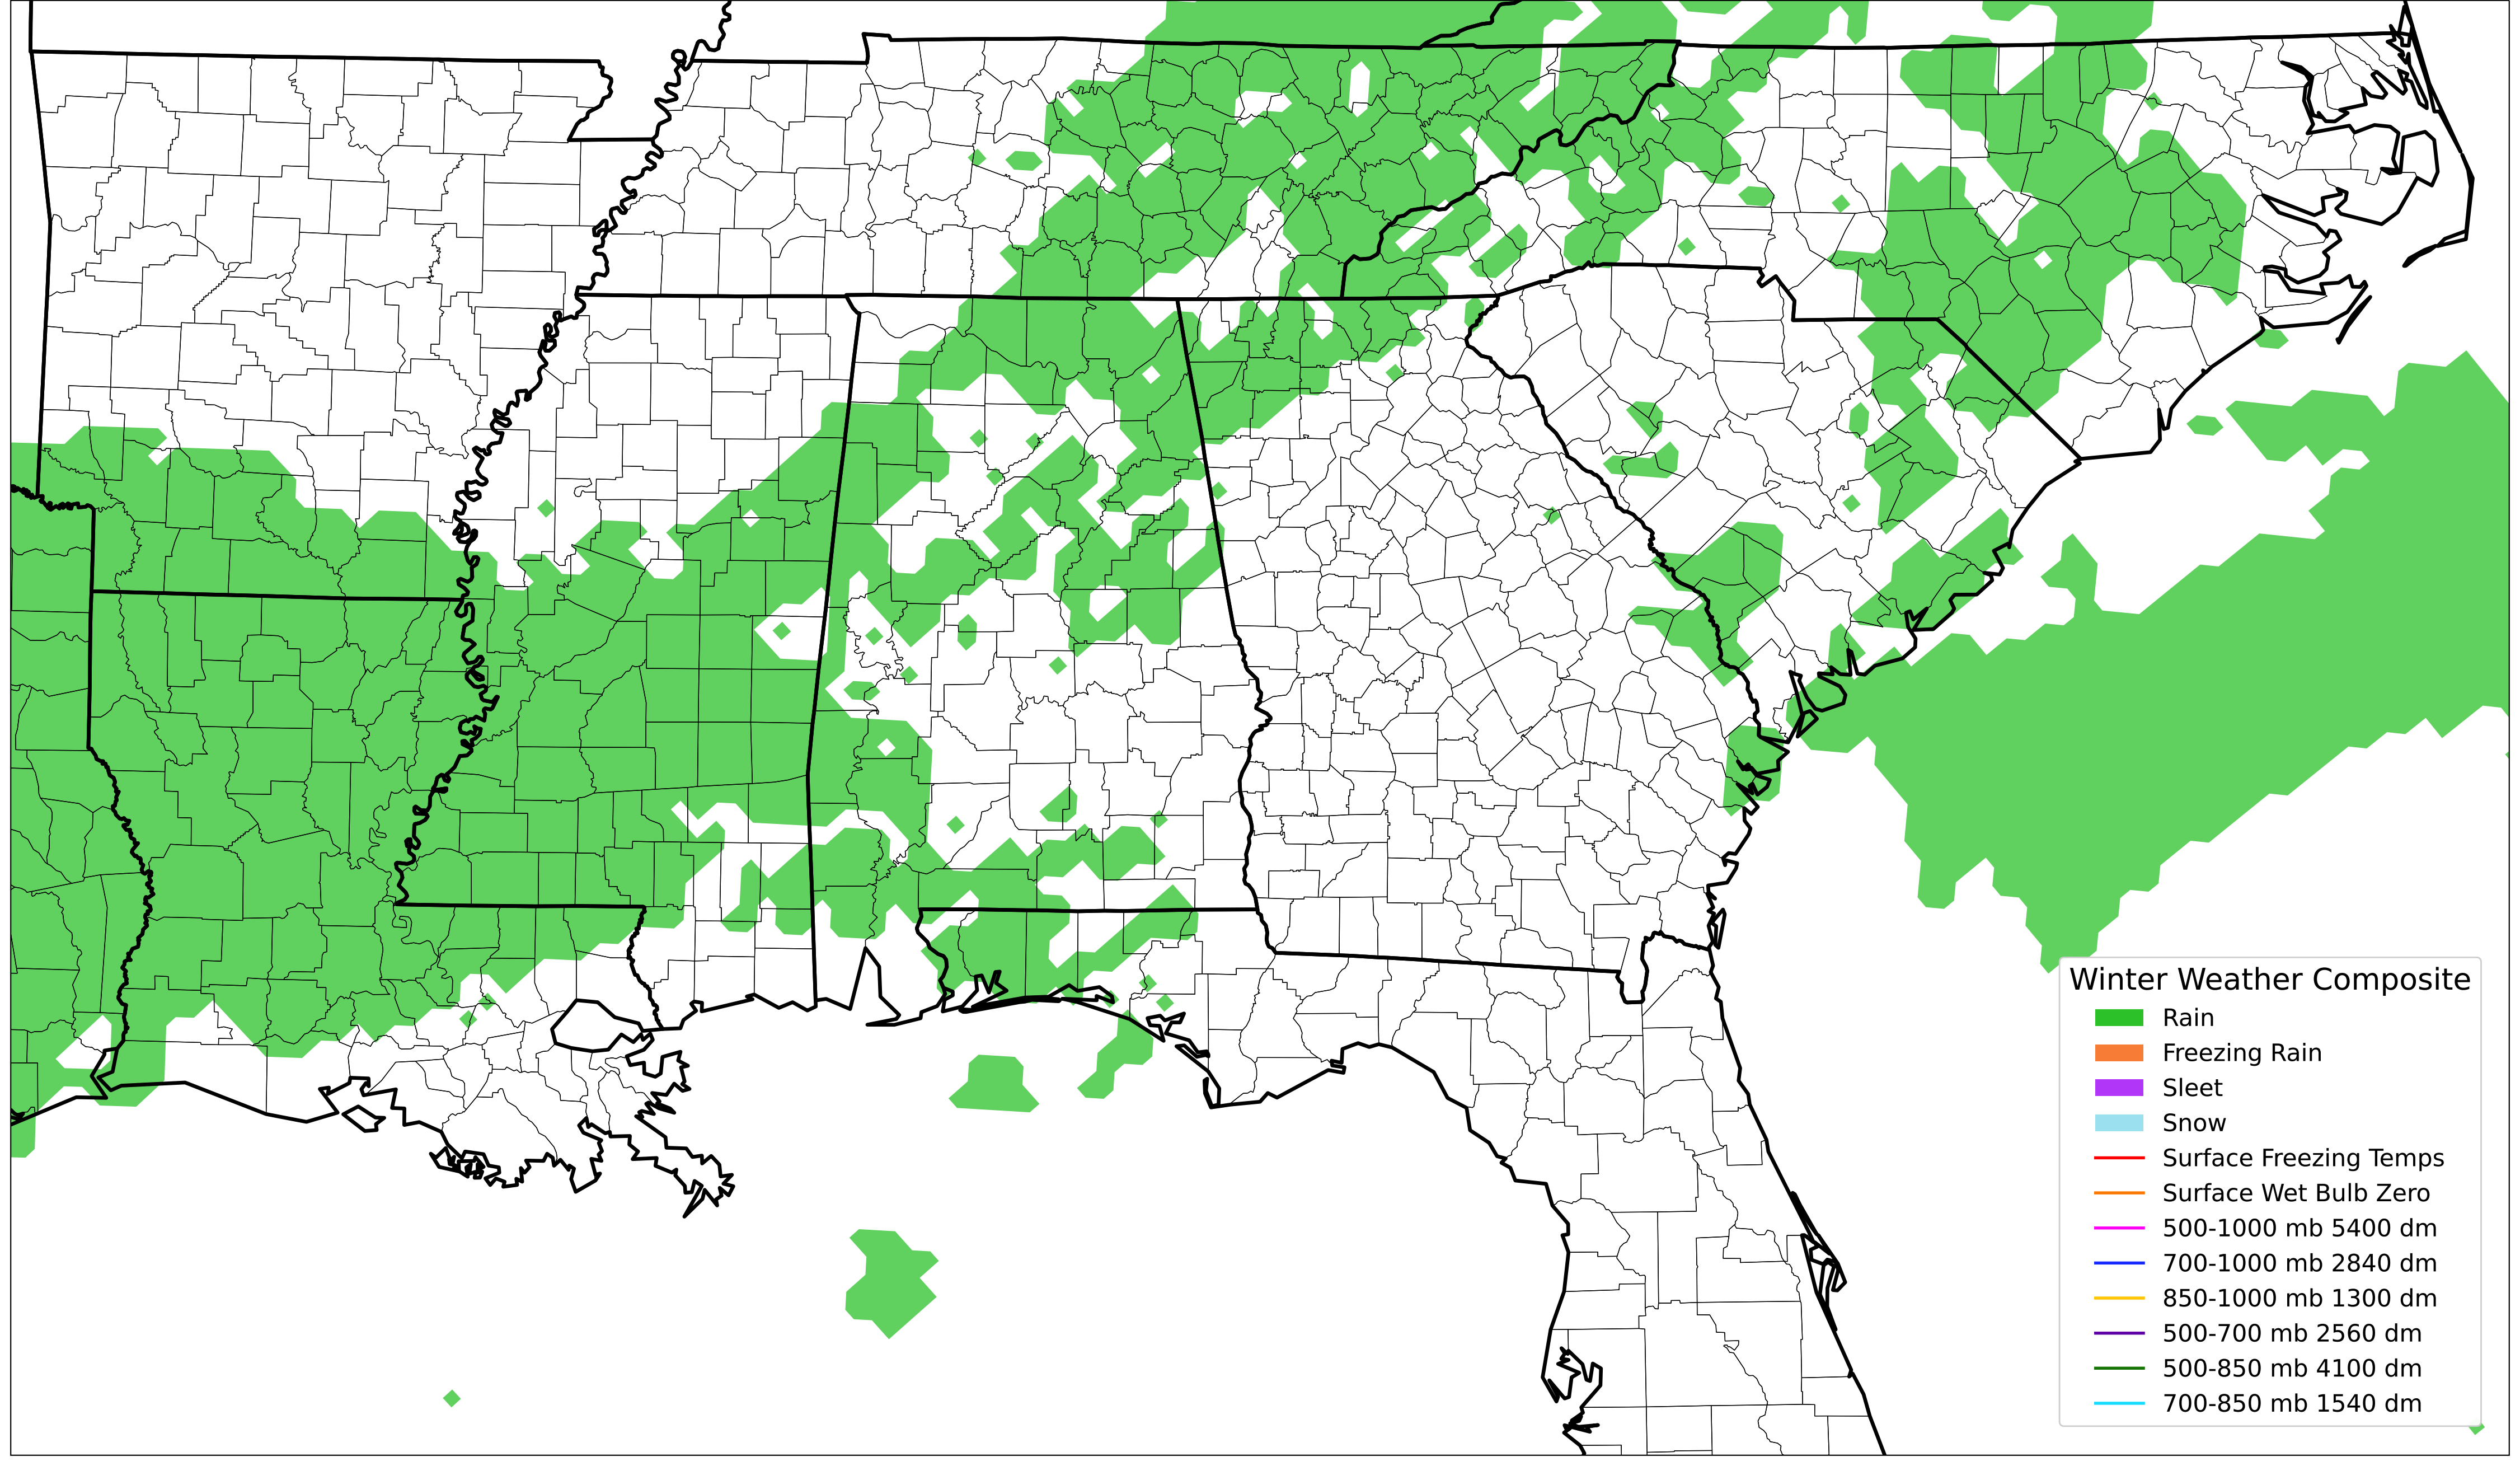 Winter Weather Composite
Rain
Freezing Rain
Sleet
Snow
Surface Freezing Temps
Surface Wet Bulb Zero
500-1000 mb 5400 dm
700-1000 mb 2840 dm
850-1000 mb 1300 dm
500-700 mb 2560 dm
500-850 mb 4100 dm
700-850 mb 1540 dm